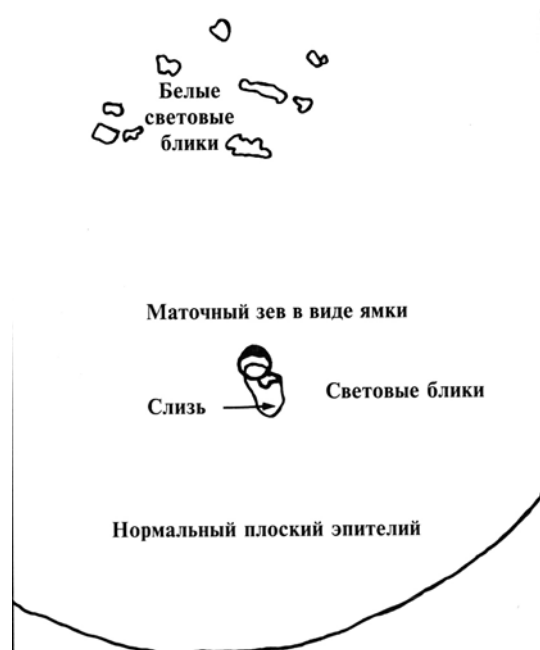 Белые
световые
блики
Маточный зев в виде ямки
Световые блики
Слизь
Нормальный плоский эпителий